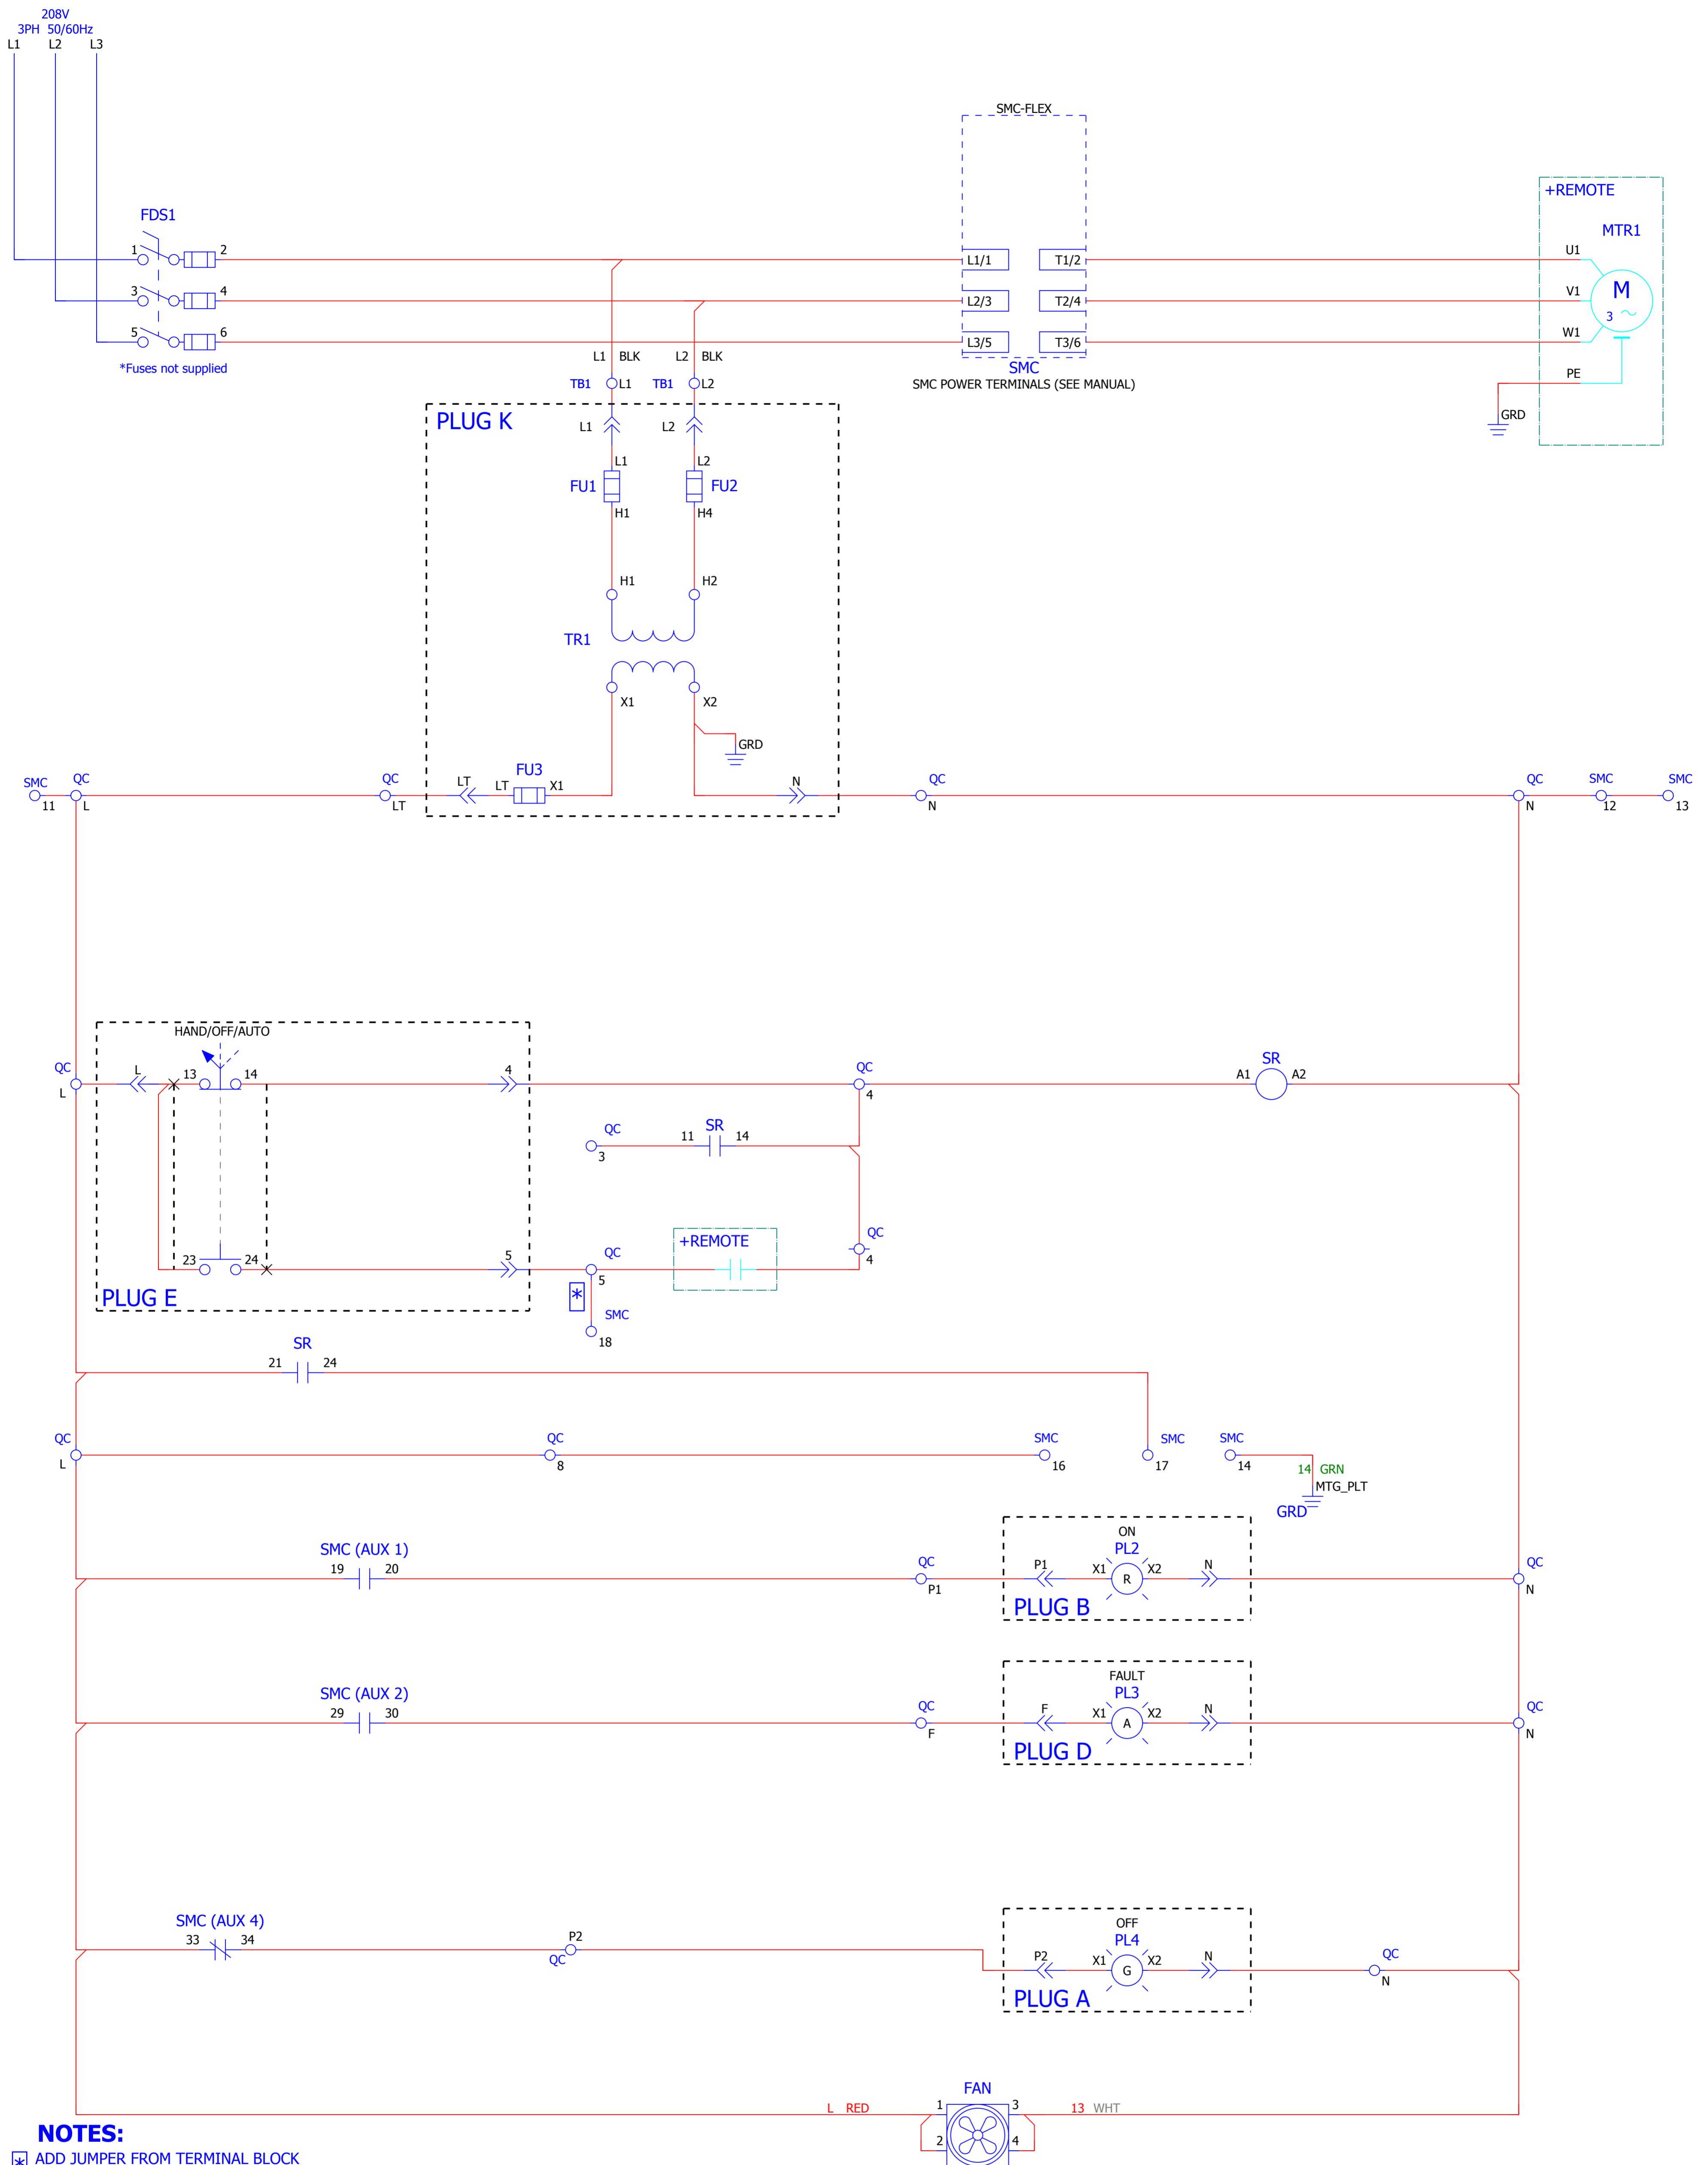 208V
3PH 50/60Hz
L1 L2 L3
SMC-FLEX
+REMOTE
MTR1
FDS1
1 2
3 4
5 6
*Fuses not supplied
L1/1 T1/2
L2/3 T2/4
L3/5 T3/6
SMC
SMC POWER TERMINALS (SEE MANUAL)
U1
V1
W1
PE
M
3
GRD
L1 BLK L2 BLK
TB1 L1 TB1 L2
PLUG K
L1 L2
L1 L2
FU1 FU2
H1 H4
H1 H2
TR1
X1 X2
GRD
FU3
SMC QC QC LT LT X1 N QC QC SMC SMC
11 L LT N N 12 13
HAND/OFF/AUTO
QC L 13 14 4 QC SR
L 4 A1 A2
QC SR
3 11 14
QC
4
+REMOTE
23 24 5 QC
5
PLUG E
*
SMC
18
SR
21 24
QC QC SMC SMC SMC
L 8 16 17 14
14 GRN
MTG_PLT
GRD
ON
SMC (AUX 1) PL2
19 20 QC P1 X1 R X2 N QC
P1 N
PLUG B
FAULT
SMC (AUX 2) PL3
29 30 QC F X1 A X2 N QC
F N
PLUG D
OFF
SMC (AUX 4) PL4
33 34 P2
QC
P2 X1 G X2 N QC
N
PLUG A
FAN
L RED 1 3 13 WHT
2 4
NOTES:
* ADD JUMPER FROM TERMINAL BLOCK